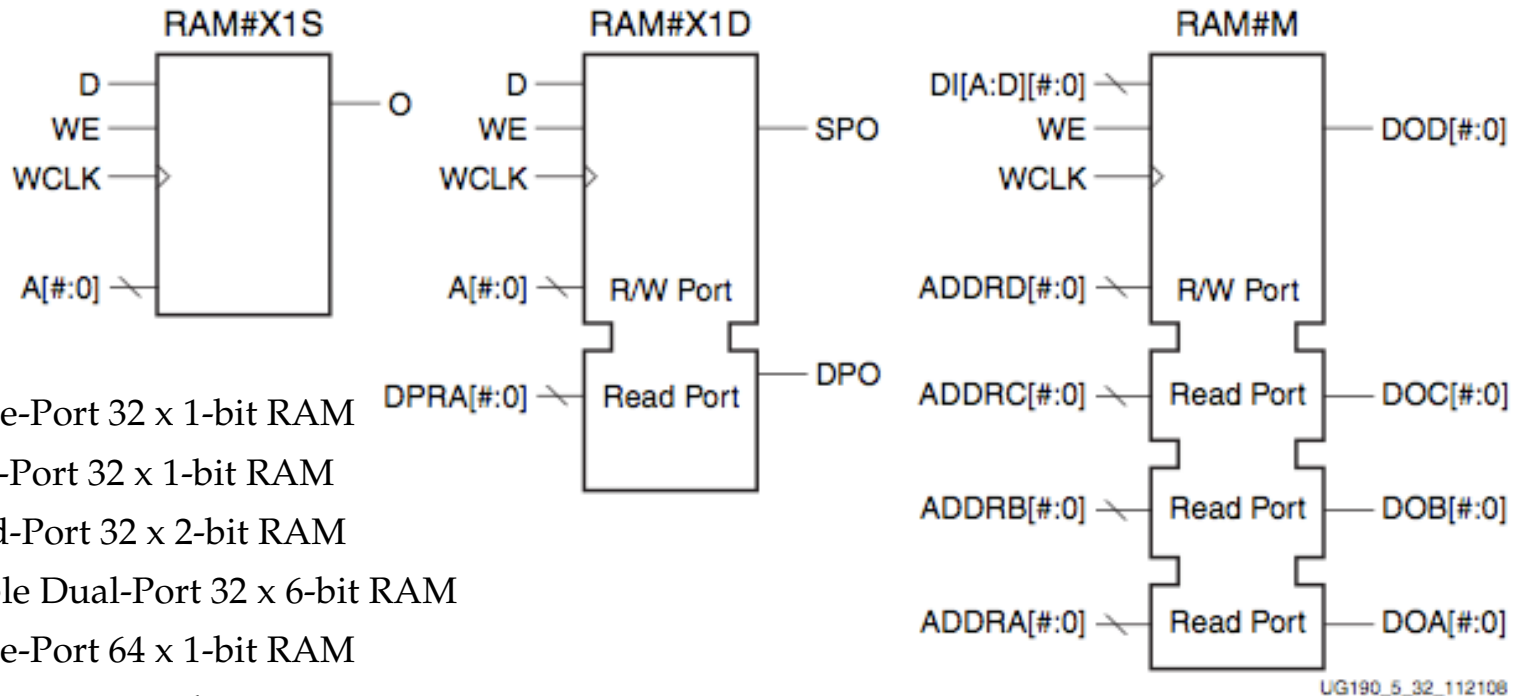 RAM#X1S
D
WE
WCLK
A[#:0]
O
RAM#X1D
D
WE
WCLK
A[#:0]
R/W Port
SPO
DPRA[#:0]
Read Port
DPO
RAM#M
DI[A:D][#:0]
WE
WCLK
DOD[#:0]
ADDRD[#:0]
R/W Port
ADDRC[#:0]
Read Port
DOC[#:0]
ADDRB[#:0]
Read Port
DOB[#:0]
ADDRA[#:0]
Read Port
DOA[#:0]
UG190_5_32_112108
e-Port 32 x 1-bit RAM
-Port 32 x 1-bit RAM
d-Port 32 x 2-bit RAM
le Dual-Port 32 x 6-bit RAM
e-Port 64 x 1-bit RAM